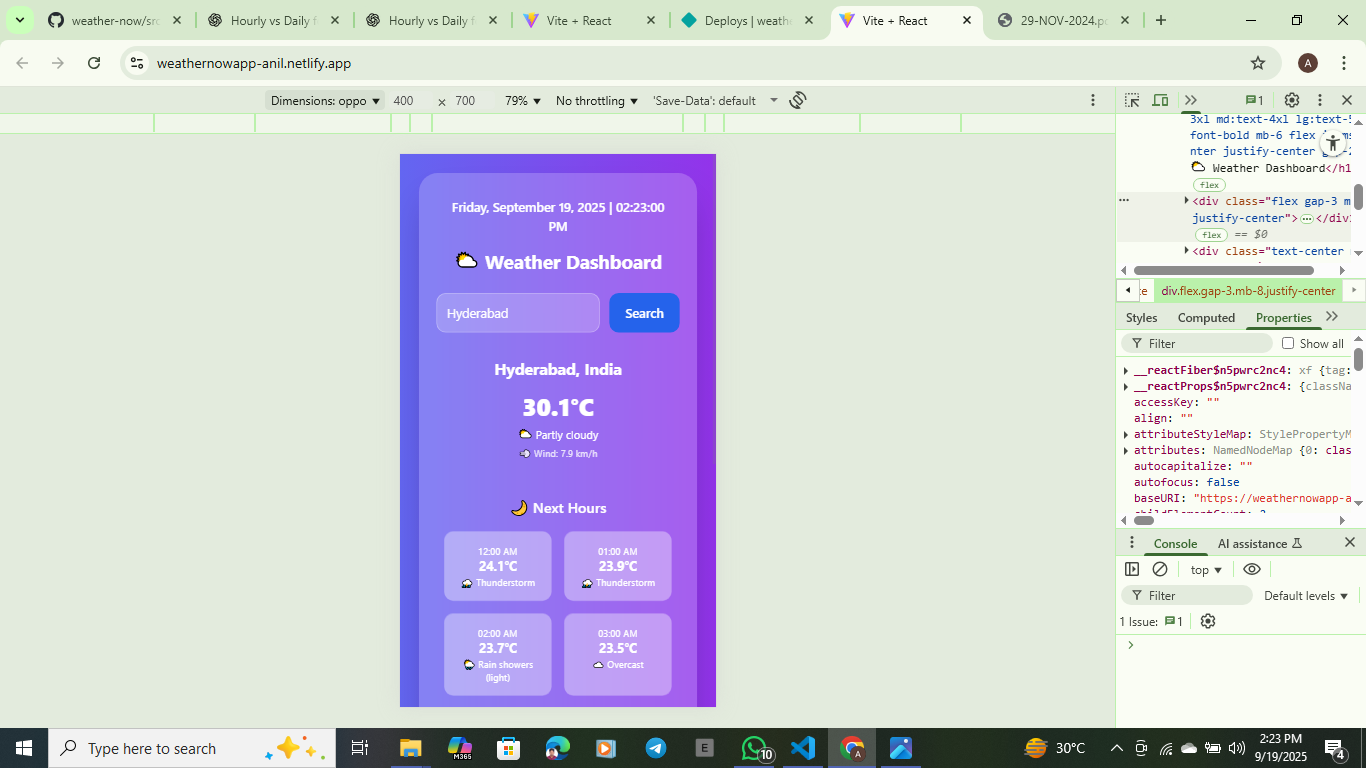 weather-now/src
Hourly vs Daily f
Hourly vs Daily f
Vite + React
Deploys | weathe
Vite + React
29-NOV-2024.pd
weathernowapp-anil.netlify.app
A
Dimensions: oppo ▼ 400 × 700 79% ▼ No throttling ▼ 'Save-Data': default
1
Friday, September 19, 2025 | 02:23:00
PM
Weather Dashboard
Hyderabad
Search
Hyderabad, India
30.1°C
Partly cloudy
Wind: 7.9 km/h
Next Hours
12:00 AM
24.1°C
Thunderstorm
01:00 AM
23.9°C
Thunderstorm
02:00 AM
23.7°C
Rain showers
(light)
03:00 AM
23.5°C
Overcast
3xl md:text-4xl lg:text-5
font-bold mb-6 flex
nter justify-center
Weather Dashboard</h1
flex
<div class="flex gap-3 m
justify-center"> … </div>
flex == $0
<div class="text-center
div.flex.gap-3.mb-8.justify-center
Styles Computed Properties
Filter Show all
__reactFiber$n5pwrc2nc4: xf {tag:
__reactProps$n5pwrc2nc4: {classNa
accessKey: ""
align: ""
attributeStyleMap: StylePropertyM
attributes: NamedNodeMap {0: clas
autocapitalize: ""
autofocus: false
baseURI: "https://weathernowapp-a
Console AI assistance
top ▼
Filter Default levels ▼
1 Issue: 1
Type here to search
M365
E
10
A
30°C
2:23 PM
9/19/2025
4